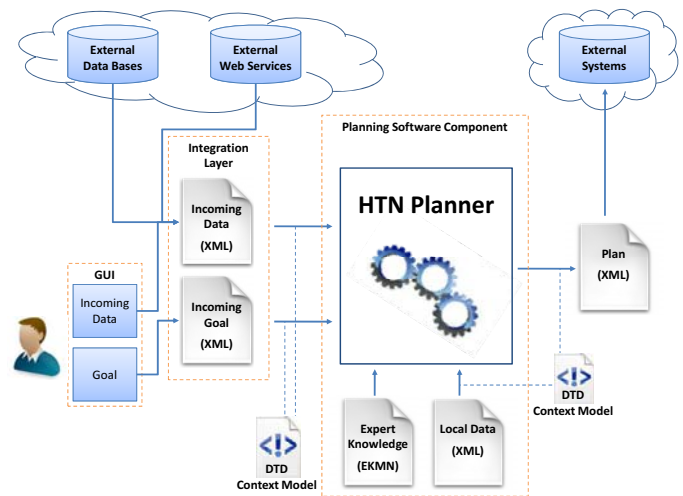 External
Data Bases
External
Web Services
External
Systems
Integration
Layer
Planning Software Component
Incoming
Data
(XML)
HTN Planner
Plan
(XML)
GUI
Incoming
Data
Goal
Incoming
Goal
(XML)
DTD
Context Model
Expert
Knowledge
(EKMN)
Local Data
(XML)
DTD
Context Model